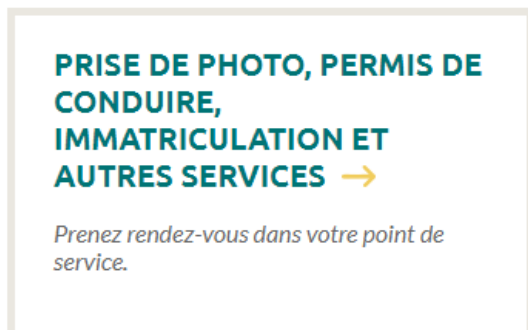 PRISE DE PHOTO, PERMIS DE
CONDUIRE,
IMMATRICULATION ET
AUTRES SERVICES →
Prenez rendez-vous dans votre point de
service.